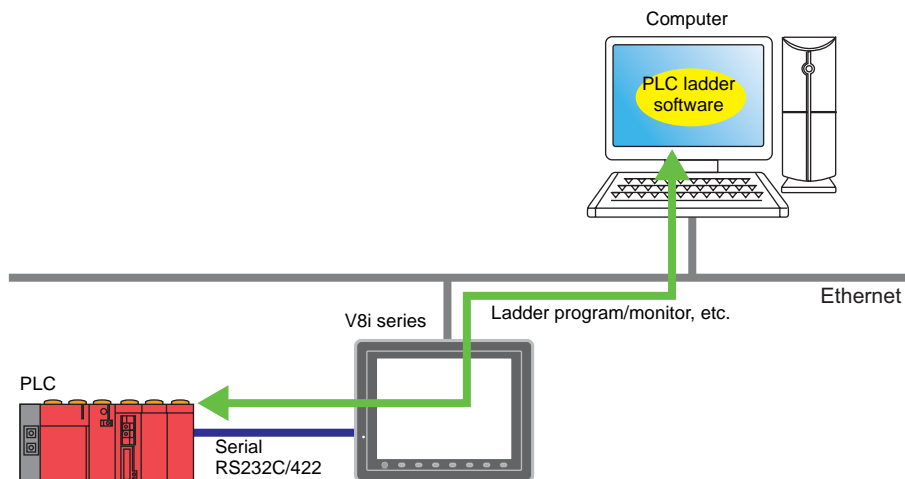 Computer
PLC ladder
software
Ethernet
Ladder program/monitor, etc.
V8i series
PLC
Serial
RS232C/422